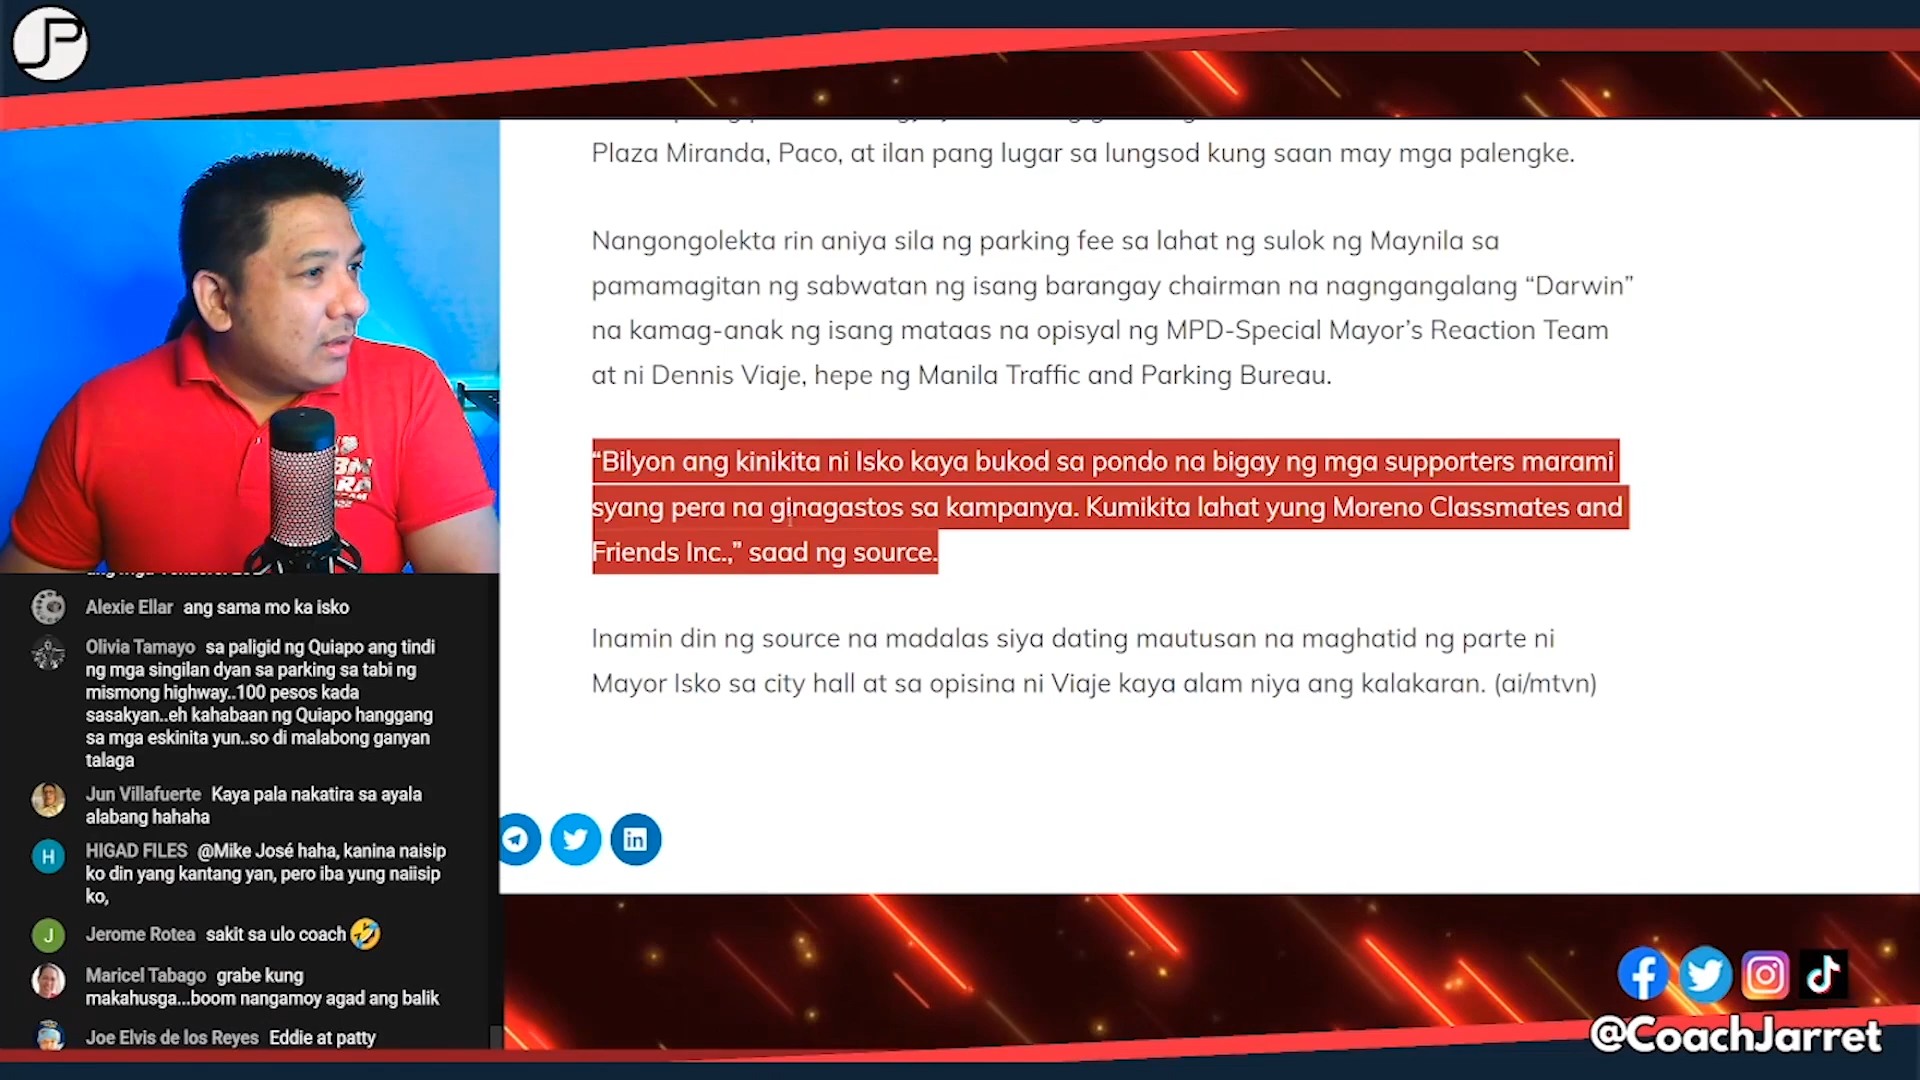 JP
Plaza Miranda, Paco, at ilan pang lugar sa lungsod kung saan may mga palengke.
Nangongolekta rin aniya sila ng parking fee sa lahat ng sulok ng Maynila sa
pamamagitan ng sabwatan ng isang barangay chairman na nagngangalang “Darwin”
na kamag-anak ng isang mataas na opisyal ng MPD-Special Mayor’s Reaction Team
at ni Dennis Viaje, hepe ng Manila Traffic and Parking Bureau.
“Bilyon ang kinikita ni Isko kaya bukod sa pondo na bigay ng mga supporters marami
syang pera na ginagastos sa kampanya. Kumikita lahat yung Moreno Classmates and
Friends Inc.,” saad ng source.
Inamin din ng source na madalas siya dating mautusan na maghatid ng parte ni
Mayor Isko sa city hall at sa opisina ni Viaje kaya alam niya ang kalakaran. (ai/mtvn)
Alexie Ellar ang sama mo ka isko
Olivia Tamayo sa paligid ng Quiapo ang tindi
ng mga singilan dyan sa parking sa tabi ng
mismong highway..100 pesos kada
sasakyan..eh kahabaan ng Quiapo hanggang
sa mga eskinita yun..so di malabong ganyan
talaga
Jun Villafuerte Kaya pala nakatira sa ayala
alabang hahaha
H
HIGAD FILES @Mike José haha, kanina naisip
ko din yang kantang yan, pero iba yung naiisip
ko,
J
Jerome Rotea sakit sa ulo coach
Maricel Tabago grabe kung
makahusga...boom nangamoy agad ang balik
Joe Elvis de los Reyes Eddie at patty
in
@CoachJarret